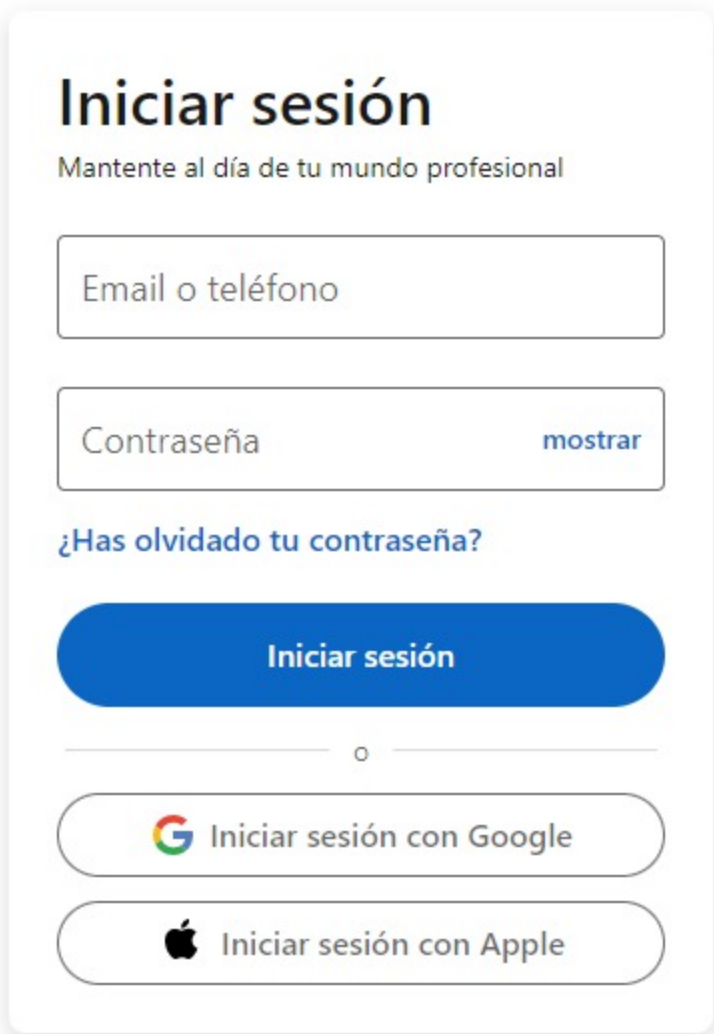 Iniciar sesión
Mantente al día de tu mundo profesional
Email o teléfono
Contraseña mostrar
¿Has olvidado tu contraseña?
Iniciar sesión
o
Iniciar sesión con Google
Iniciar sesión con Apple